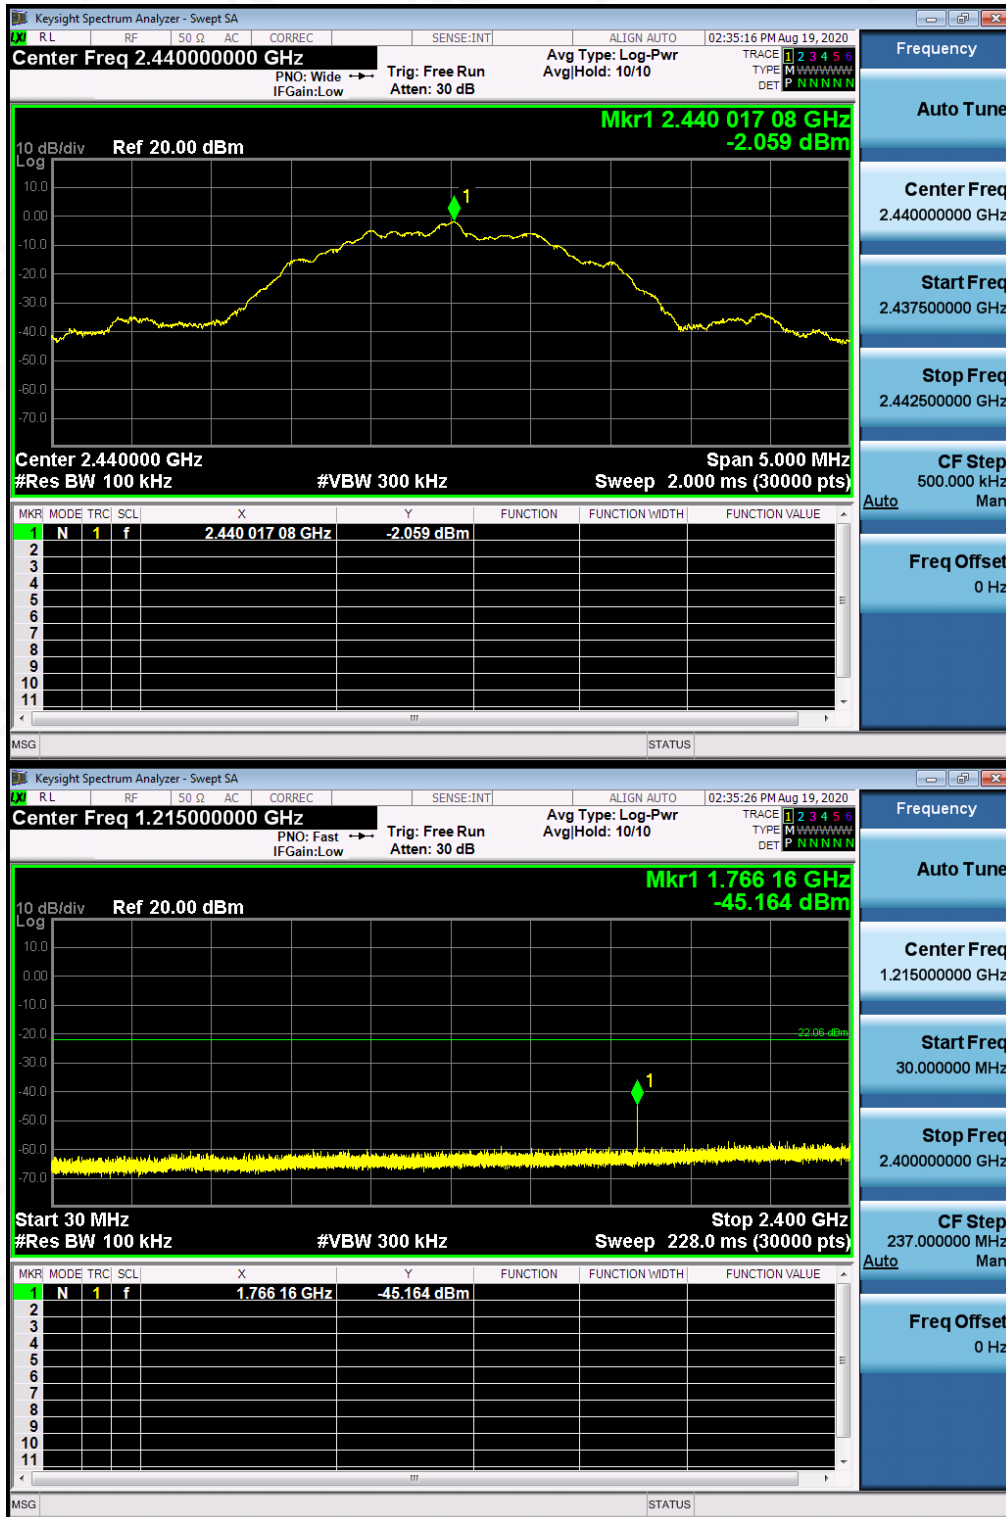 Keysight Spectrum Analyzer - Swept SA
LXI RL RF 50 Ω AC CORREC SENSE:INT ALIGN AUTO 02:35:16 PM Aug 19, 2020
Center Freq 2.440000000 GHz
PNO: Wide
IFGain:Low
Trig: Free Run
Atten: 30 dB
Avg Type: Log-Pwr
Avg|Hold: 10/10
TRACE 1 2 3 4 5 6
TYPE M WWWWW
DET P N N N N N
Mkr1 2.440 017 08 GHz
-2.059 dBm
10 dB/div Ref 20.00 dBm
Log
10.0
0.00
-10.0
-20.0
-30.0
-40.0
-50.0
-60.0
-70.0
1
Center 2.440000 GHz Span 5.000 MHz
#Res BW 100 kHz #VBW 300 kHz Sweep 2.000 ms (30000 pts)
MKR MODE TRC SCL X Y FUNCTION FUNCTION WIDTH FUNCTION VALUE
1 N 1 f 2.440 017 08 GHz -2.059 dBm
2
3
4
5
6
7
8
9
10
11
MSG STATUS
Frequency
Auto Tune
Center Freq
2.440000000 GHz
Start Freq
2.437500000 GHz
Stop Freq
2.442500000 GHz
CF Step
500.000 kHz
Auto Man
Freq Offset
0 Hz
Keysight Spectrum Analyzer - Swept SA
LXI RL RF 50 Ω AC CORREC SENSE:INT ALIGN AUTO 02:35:26 PM Aug 19, 2020
Center Freq 1.215000000 GHz
PNO: Fast
IFGain:Low
Trig: Free Run
Atten: 30 dB
Avg Type: Log-Pwr
Avg|Hold: 10/10
TRACE 1 2 3 4 5 6
TYPE M WWWWW
DET P N N N N N
Mkr1 1.766 16 GHz
-45.164 dBm
10 dB/div Ref 20.00 dBm
Log
10.0
0.00
-10.0
-20.0
-30.0
-40.0
-50.0
-60.0
-70.0
-22.06 dBm
1
Start 30 MHz Stop 2.400 GHz
#Res BW 100 kHz #VBW 300 kHz Sweep 228.0 ms (30000 pts)
MKR MODE TRC SCL X Y FUNCTION FUNCTION WIDTH FUNCTION VALUE
1 N 1 f 1.766 16 GHz -45.164 dBm
2
3
4
5
6
7
8
9
10
11
MSG STATUS
Frequency
Auto Tune
Center Freq
1.215000000 GHz
Start Freq
30.000000 MHz
Stop Freq
2.400000000 GHz
CF Step
237.000000 MHz
Auto Man
Freq Offset
0 Hz